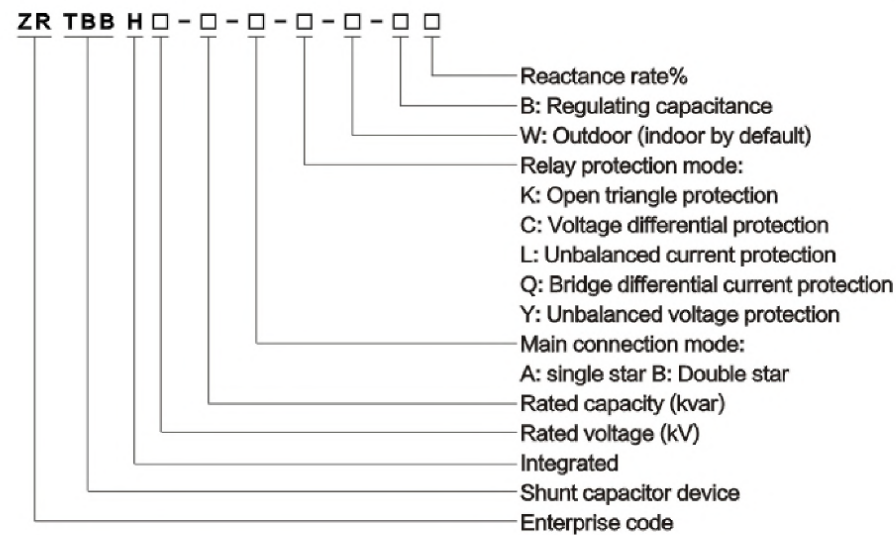 ZR TBB H□-□-□-□-□-□ □
Reactance rate%
B: Regulating capacitance
W: Outdoor (indoor by default)
Relay protection mode:
K: Open triangle protection
C: Voltage differential protection
L: Unbalanced current protection
Q: Bridge differential current protection
Y: Unbalanced voltage protection
Main connection mode:
A: single star B: Double star
Rated capacity (kvar)
Rated voltage (kV)
Integrated
Shunt capacitor device
Enterprise code